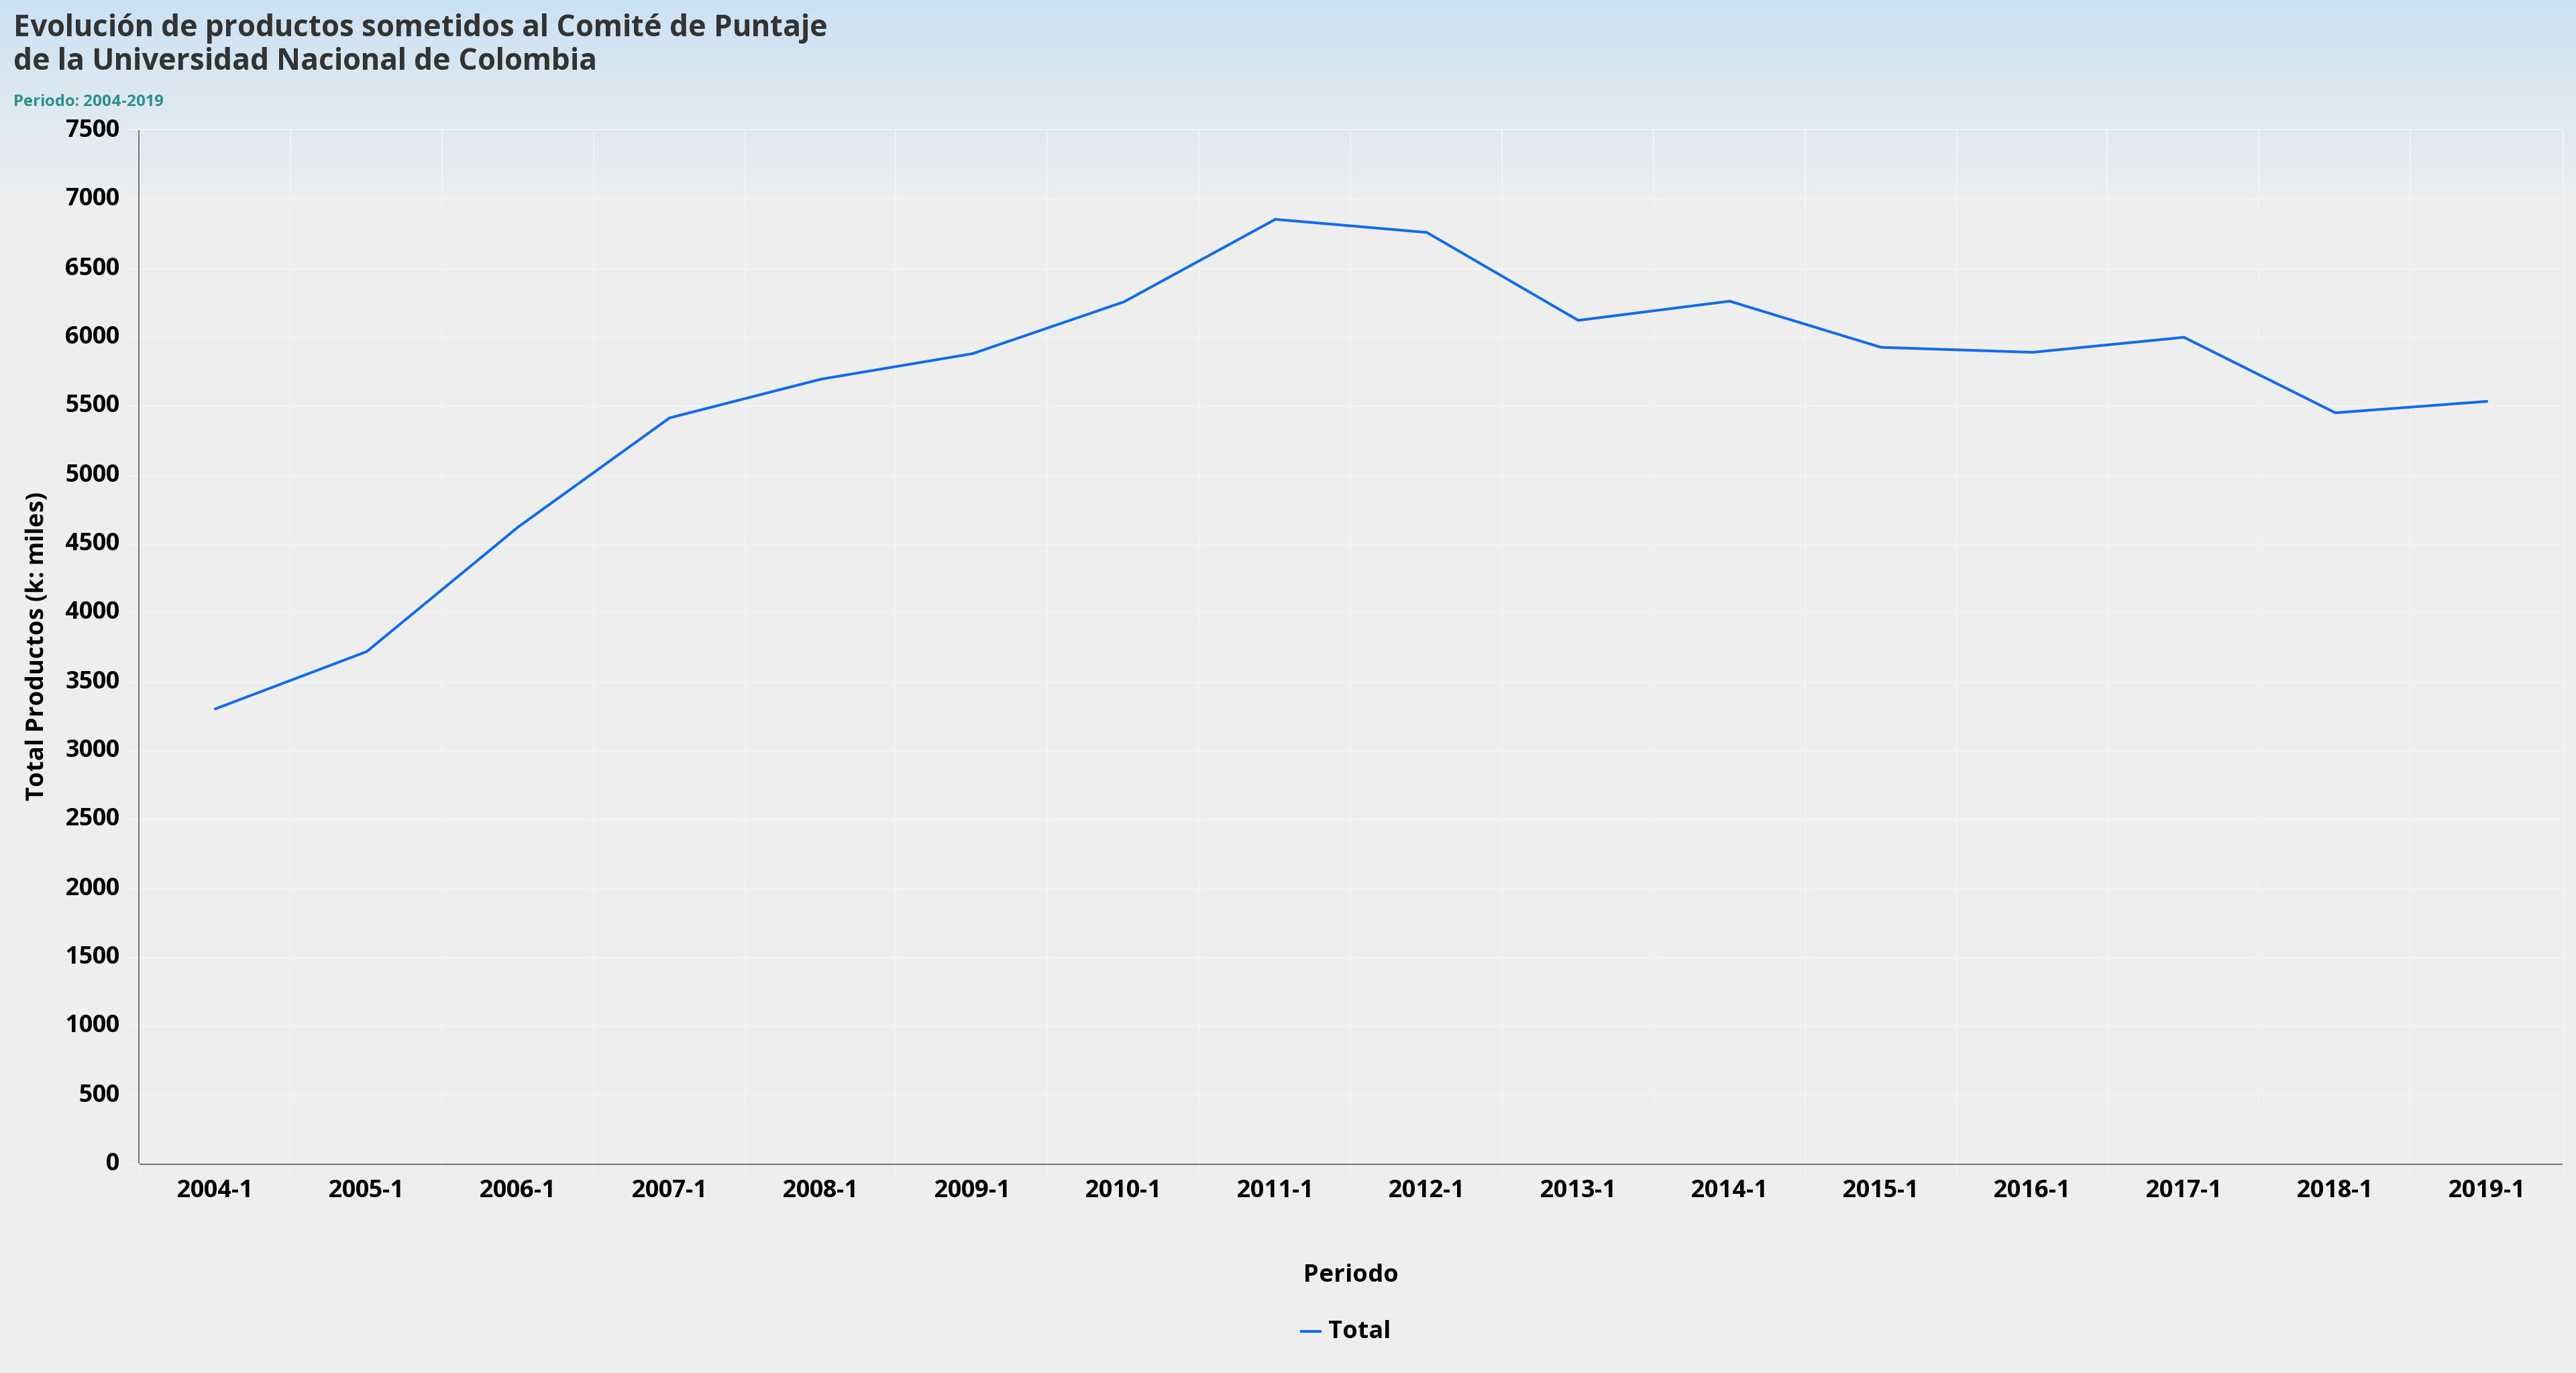 Evolución de productos sometidos al Comité de Puntaje
de la Universidad Nacional de Colombia
Periodo: 2004-2019
Total Productos (k: miles)
7500
7000
6500
6000
5500
5000
4500
4000
3500
3000
2500
2000
1500
1000
500
0
2004-1 2005-1 2006-1 2007-1 2008-1 2009-1 2010-1 2011-1 2012-1 2013-1 2014-1 2015-1 2016-1 2017-1 2018-1 2019-1
Periodo
Total